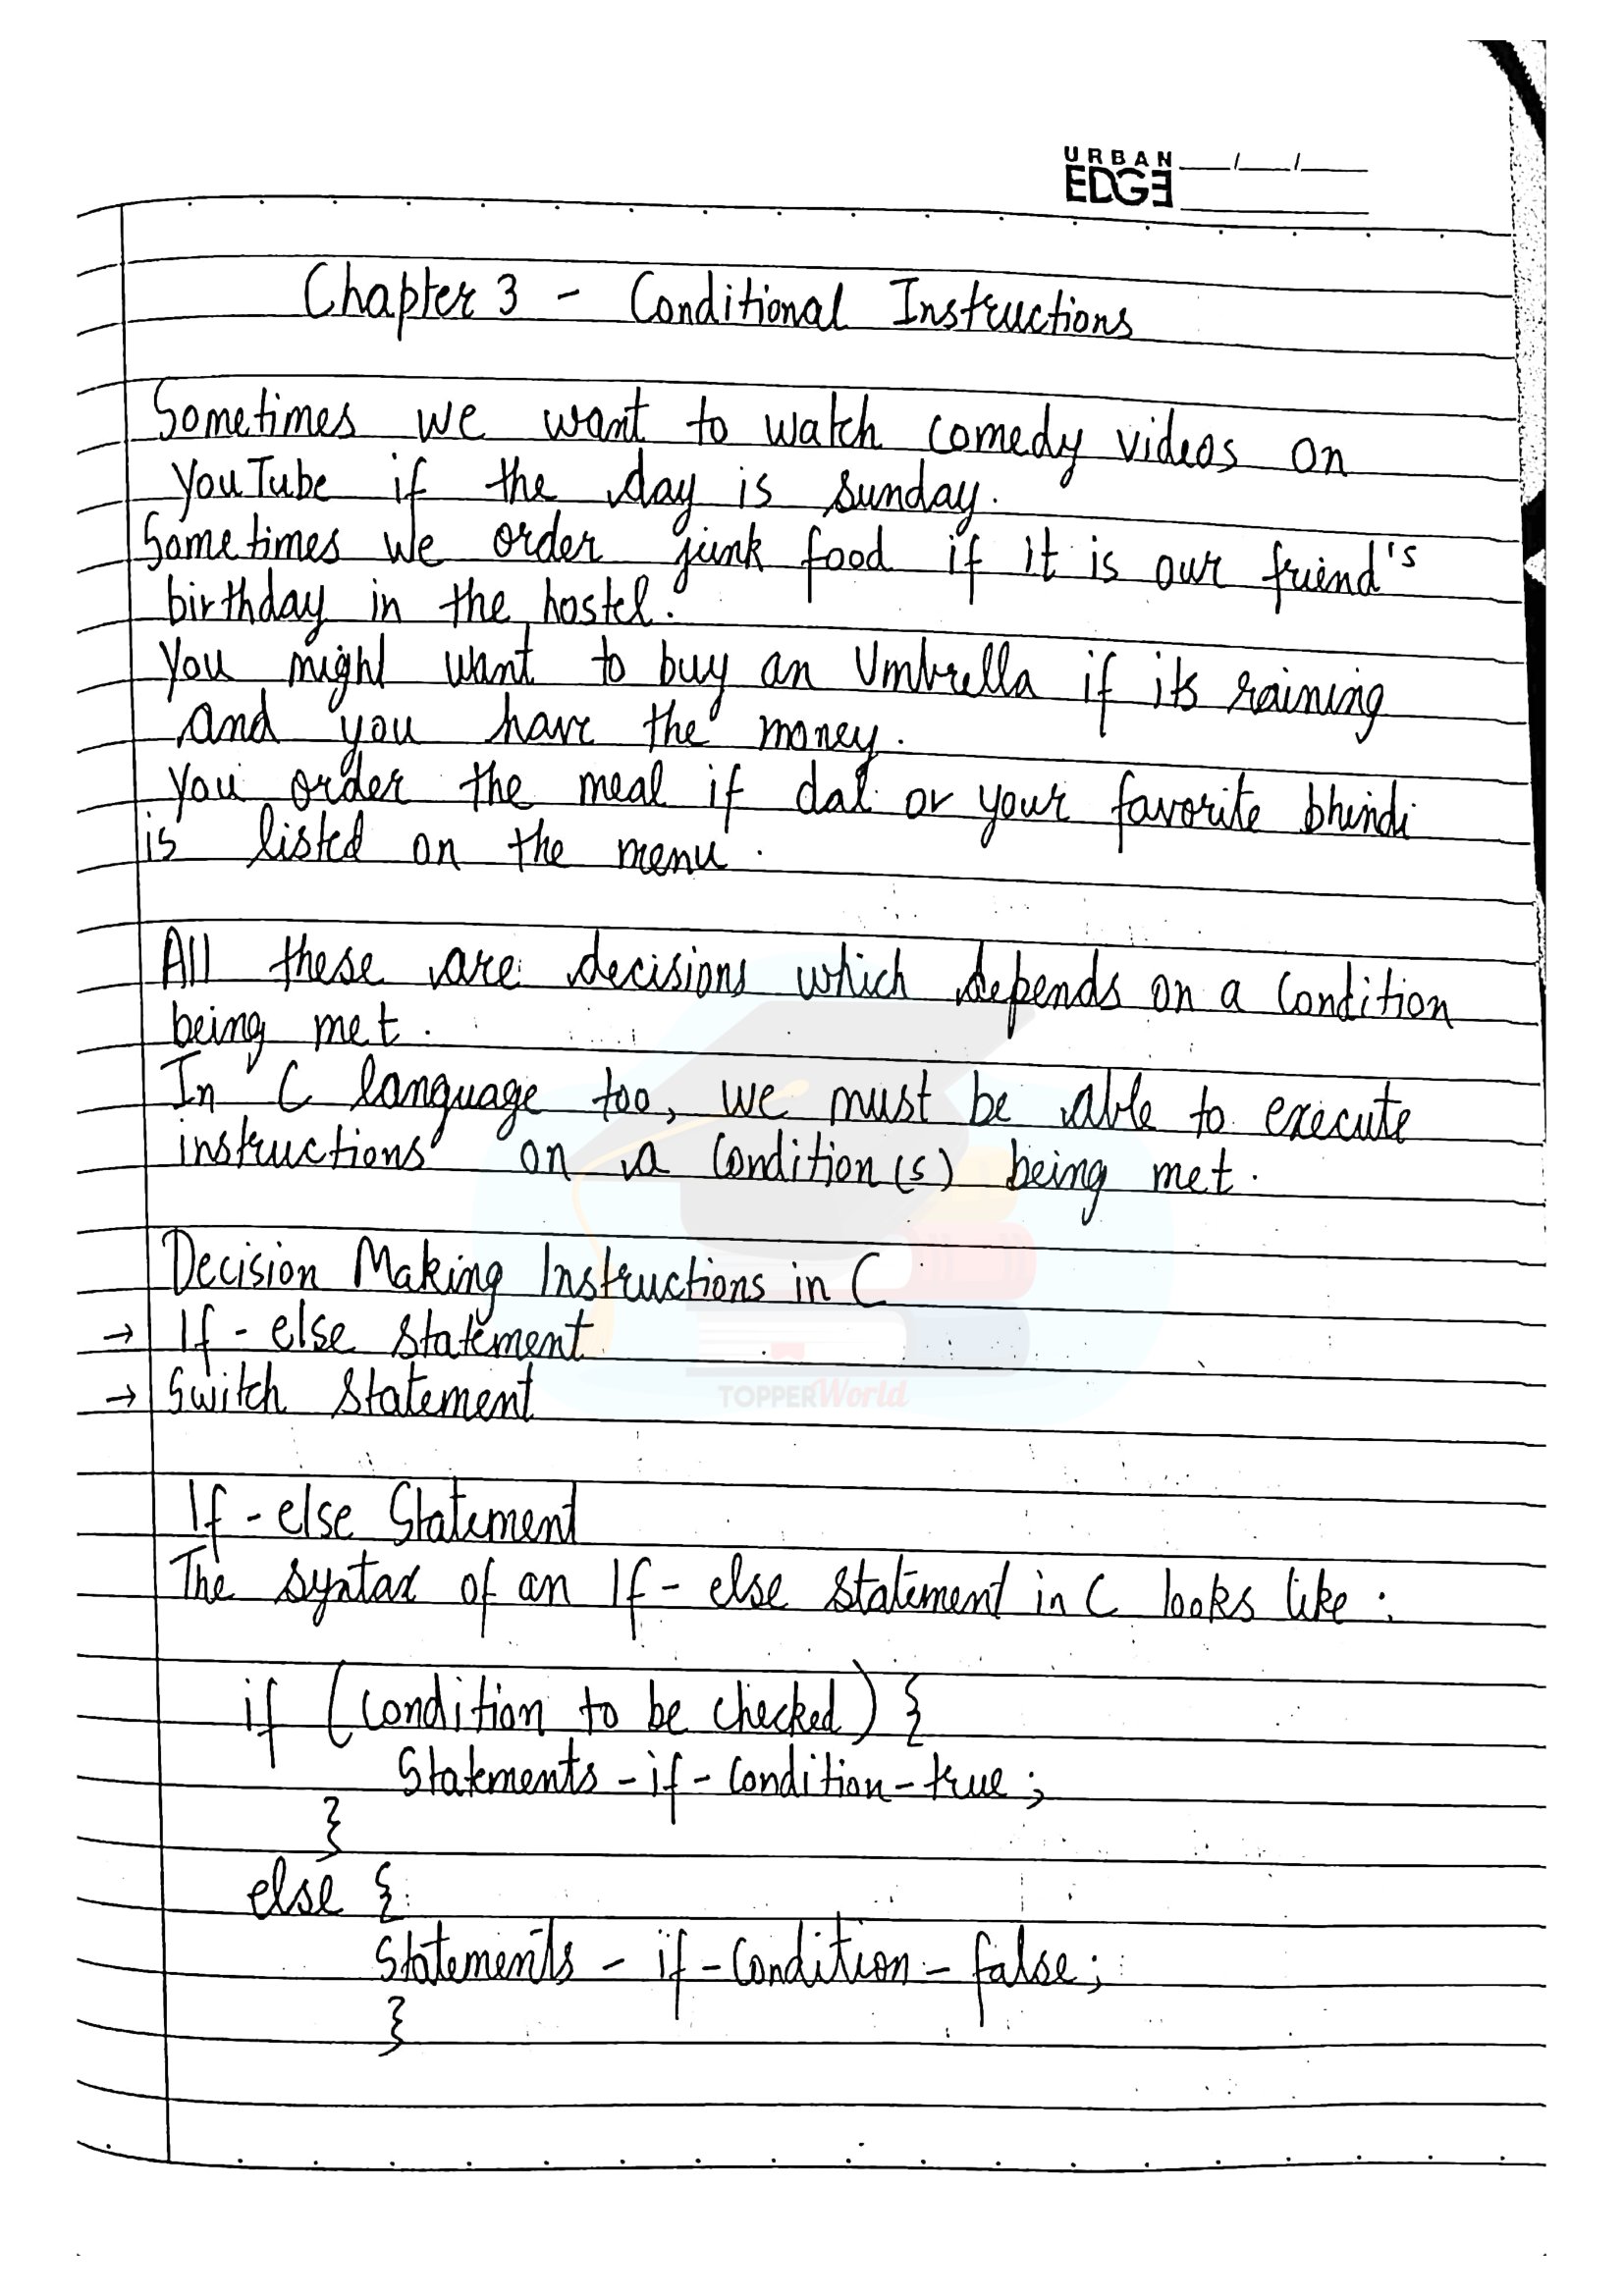 URBAN
EDGE
Chapter 3 - Conditional Instructions
Sometimes we want to watch comedy videos on
YouTube if the day is sunday.
Sometimes we order junk food if it is our friend's
birthday in the hostel.
You might want to buy an Umbrella if its raining
and you have the money.
You order the meal if dal or your favorite bhindi
is listed on the menu.
All these are decisions which depends on a condition
being met.
In C language too, we must be able to execute
instructions on a condition(s) being met.
Decision Making Instructions in C
→ If-else statement
→ Switch statement
TOPPERWorld
If-else Statement
The syntax of an If-else statement in C looks like:
if (condition to be checked) {
Statements-if-condition-true;
}
else {
Statements-if-condition-false;
}